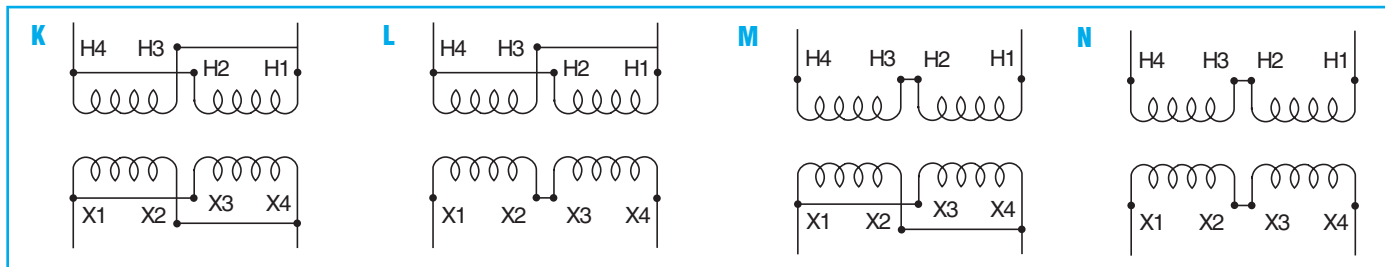 K H4 H3 H2 H1 X1 X2 X3 X4
L H4 H3 H2 H1 X1 X2 X3 X4
M H4 H3 H2 H1 X1 X2 X3 X4
N H4 H3 H2 H1 X1 X2 X3 X4